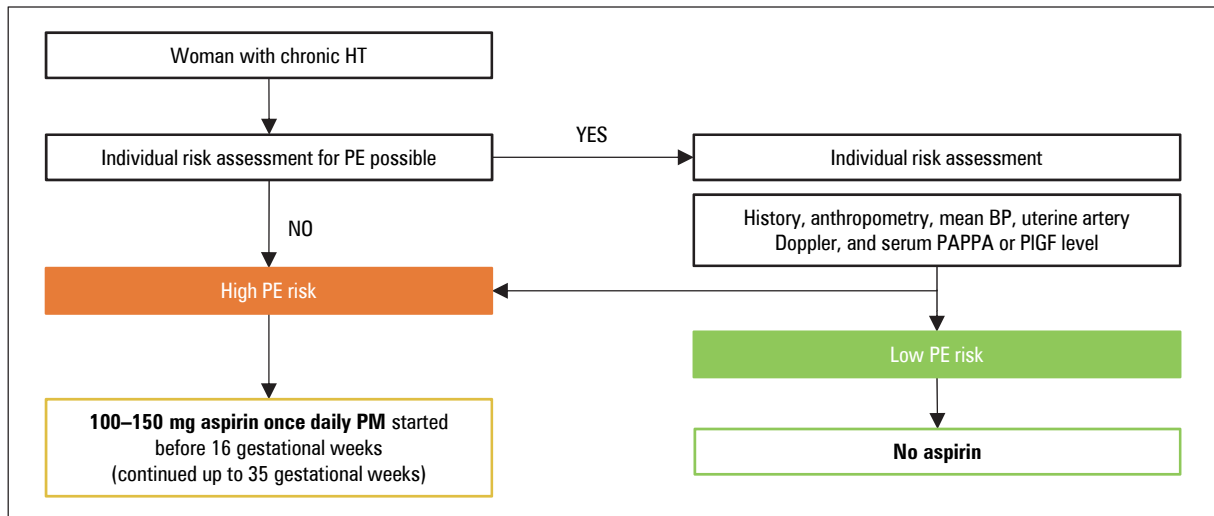 Woman with chronic HT
Individual risk assessment for PE possible
YES
Individual risk assessment
History, anthropometry, mean BP, uterine artery
Doppler, and serum PAPPA or PlGF level
NO
High PE risk
Low PE risk
100–150 mg aspirin once daily PM started
before 16 gestational weeks
(continued up to 35 gestational weeks)
No aspirin